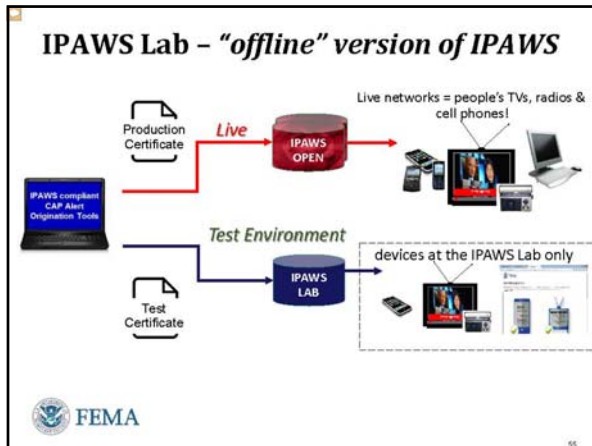 IPAWS Lab – “offline” version of IPAWS
Production
Certificate
Live
IPAWS
OPEN
Live networks = people's TVs, radios &
cell phones!
IPAWS compliant
CAP Alert
Origination Tools
Test Environment
IPAWS
LAB
devices at the IPAWS Lab only
Test
Certificate
FEMA
55